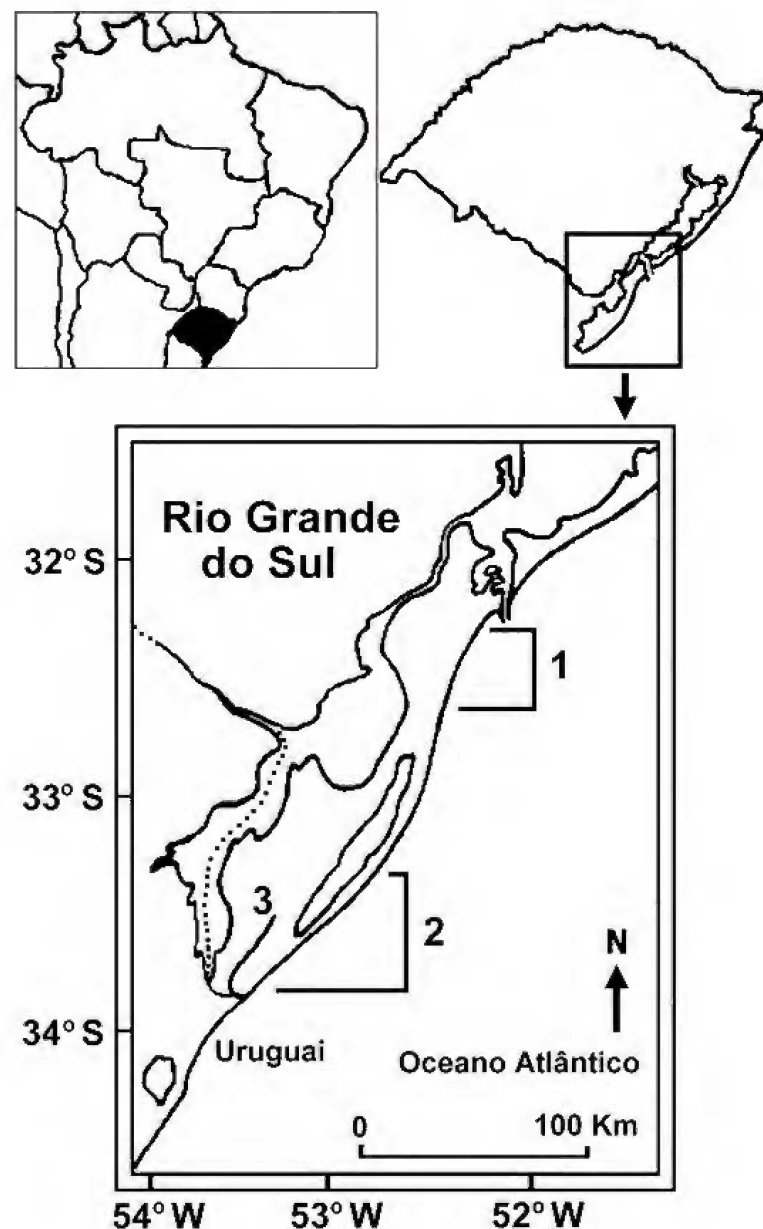 Rio Grande
do Sul
32° S
1
33° S
3
2
N
34° S
Uruguai
Oceano Atlântico
0
100 Km
54° W
53° W
52° W